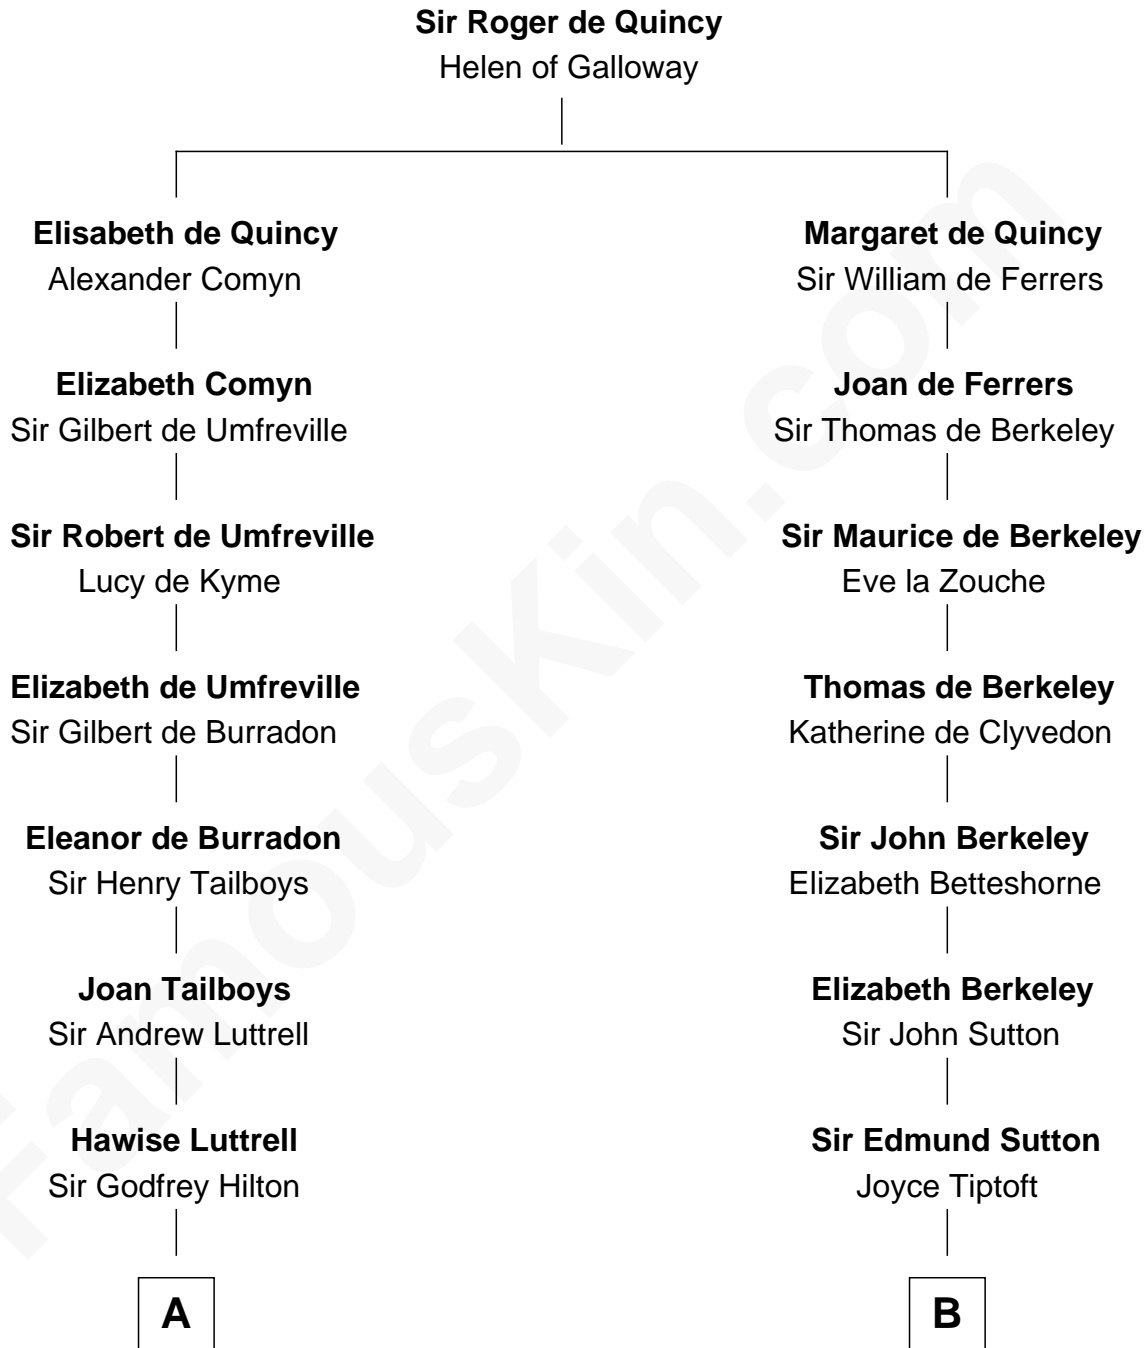 Sir Roger de Quincy
Helen of Galloway
Elisabeth de Quincy
Alexander Comyn
Margaret de Quincy
Sir William de Ferrers
Elizabeth Comyn
Sir Gilbert de Umfreville
Joan de Ferrers
Sir Thomas de Berkeley
Sir Robert de Umfreville
Lucy de Kyme
Sir Maurice de Berkeley
Eve la Zouche
Elizabeth de Umfreville
Sir Gilbert de Burradon
Thomas de Berkeley
Katherine de Clyvedon
Eleanor de Burradon
Sir Henry Tailboys
Sir John Berkeley
Elizabeth Betteshorne
Joan Tailboys
Sir Andrew Luttrell
Elizabeth Berkeley
Sir John Sutton
Hawise Luttrell
Sir Godfrey Hilton
Sir Edmund Sutton
Joyce Tiptoft
A
B
FamousKin.com